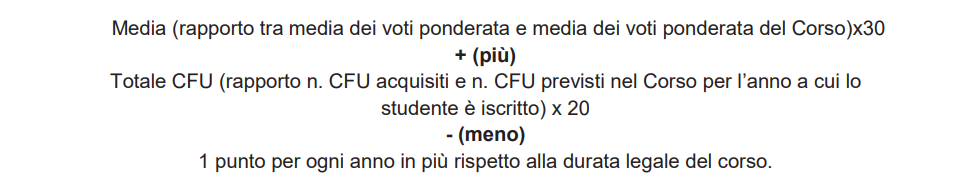 Media (rapporto tra media dei voti ponderata e media dei voti ponderata del Corso)x30
+ (più)
Totale CFU (rapporto n. CFU acquisiti e n. CFU previsti nel Corso per l’anno a cui lo
studente è iscritto) x 20
- (meno)
1 punto per ogni anno in più rispetto alla durata legale del corso.